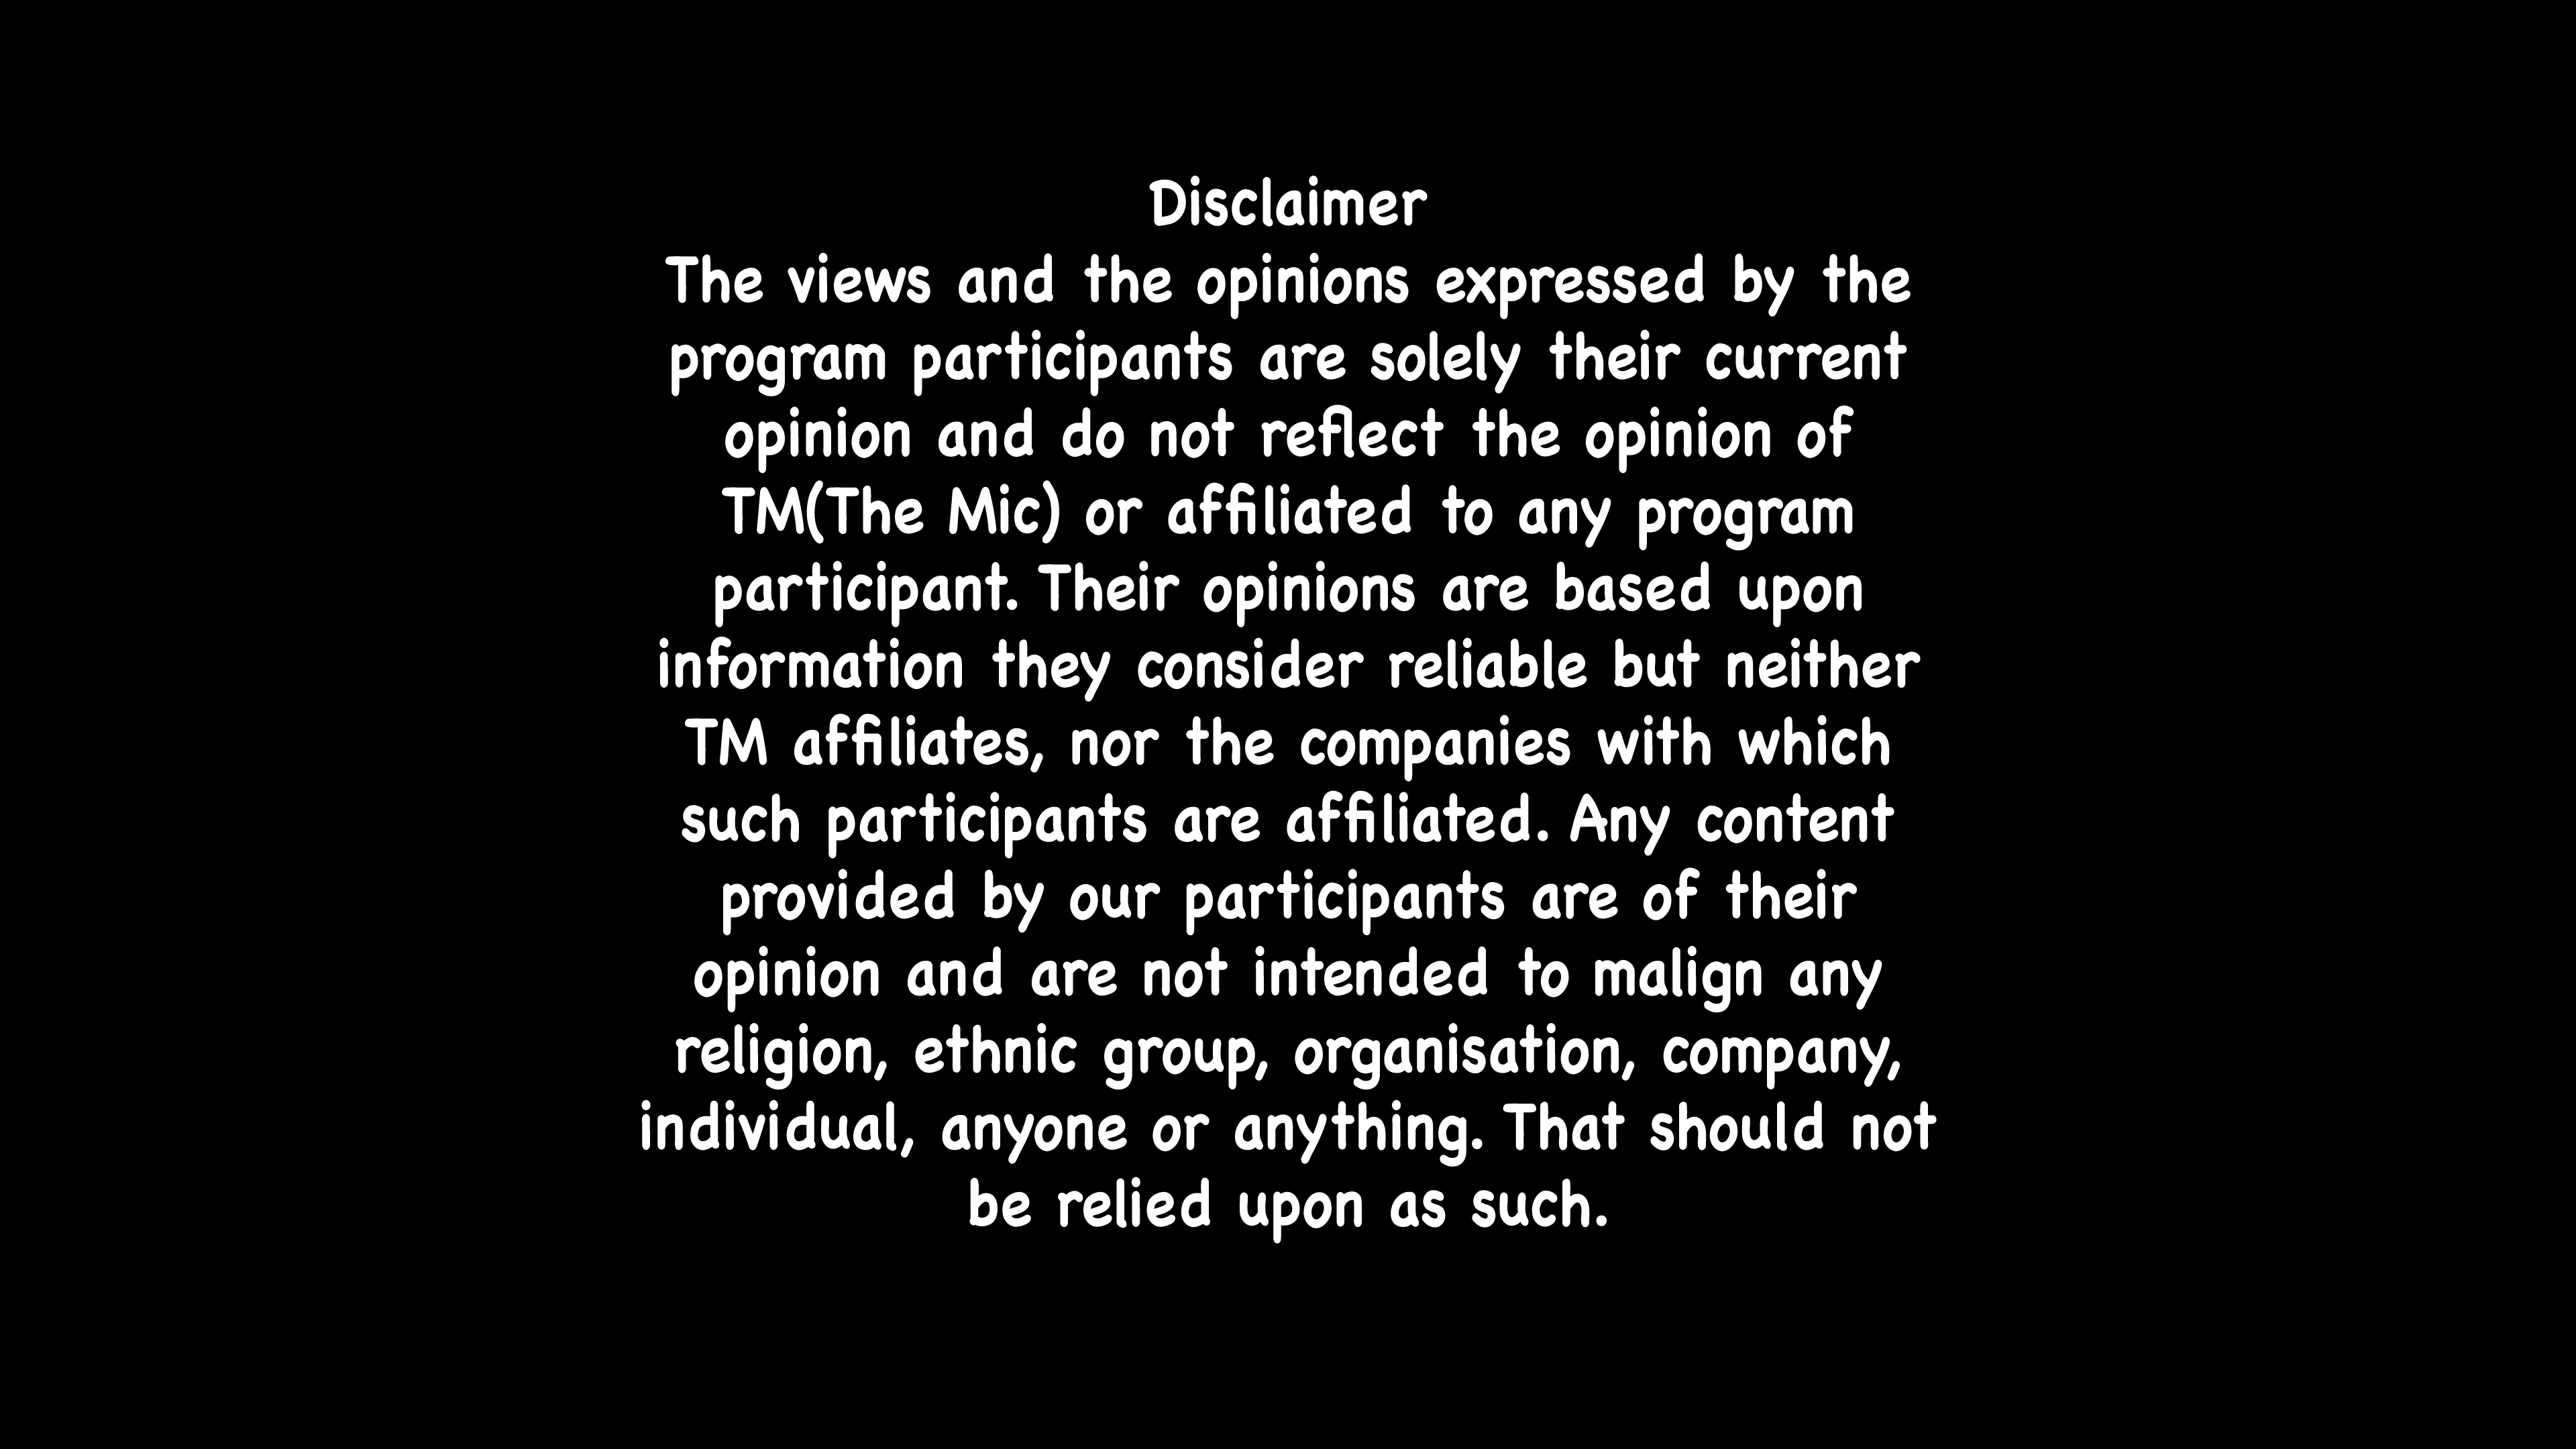 Disclaimer
The views and the opinions expressed by the
program participants are solely their current
opinion and do not reflect the opinion of
TM(The Mic) or affiliated to any program
participant. Their opinions are based upon
information they consider reliable but neither
TM affiliates, nor the companies with which
such participants are affiliated. Any content
provided by our participants are of their
opinion and are not intended to malign any
religion, ethnic group, organisation, company,
individual, anyone or anything. That should not
be relied upon as such.